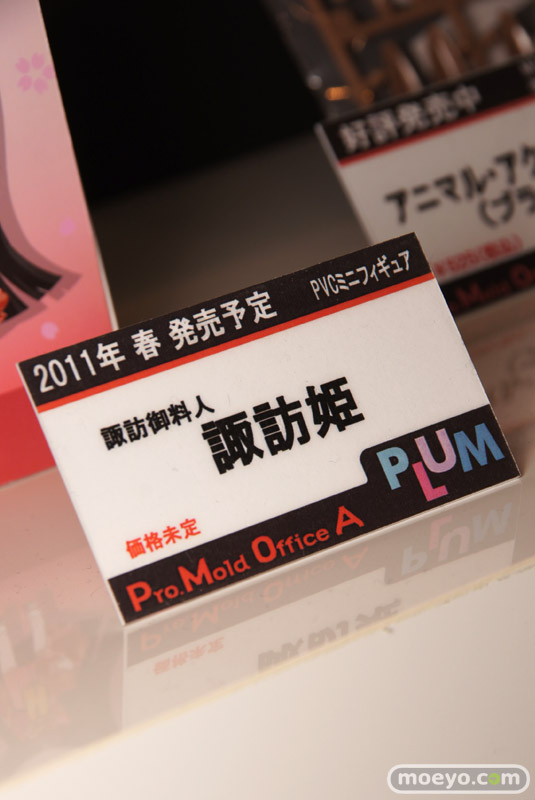 好評発売中
アニマル・アク
(プラ
2011年 春 発売予定 PVCミニフィギュア
諏訪御料人
諏訪姫
価格未定
PLUM
Pro.Mold Office A
moeyo.com